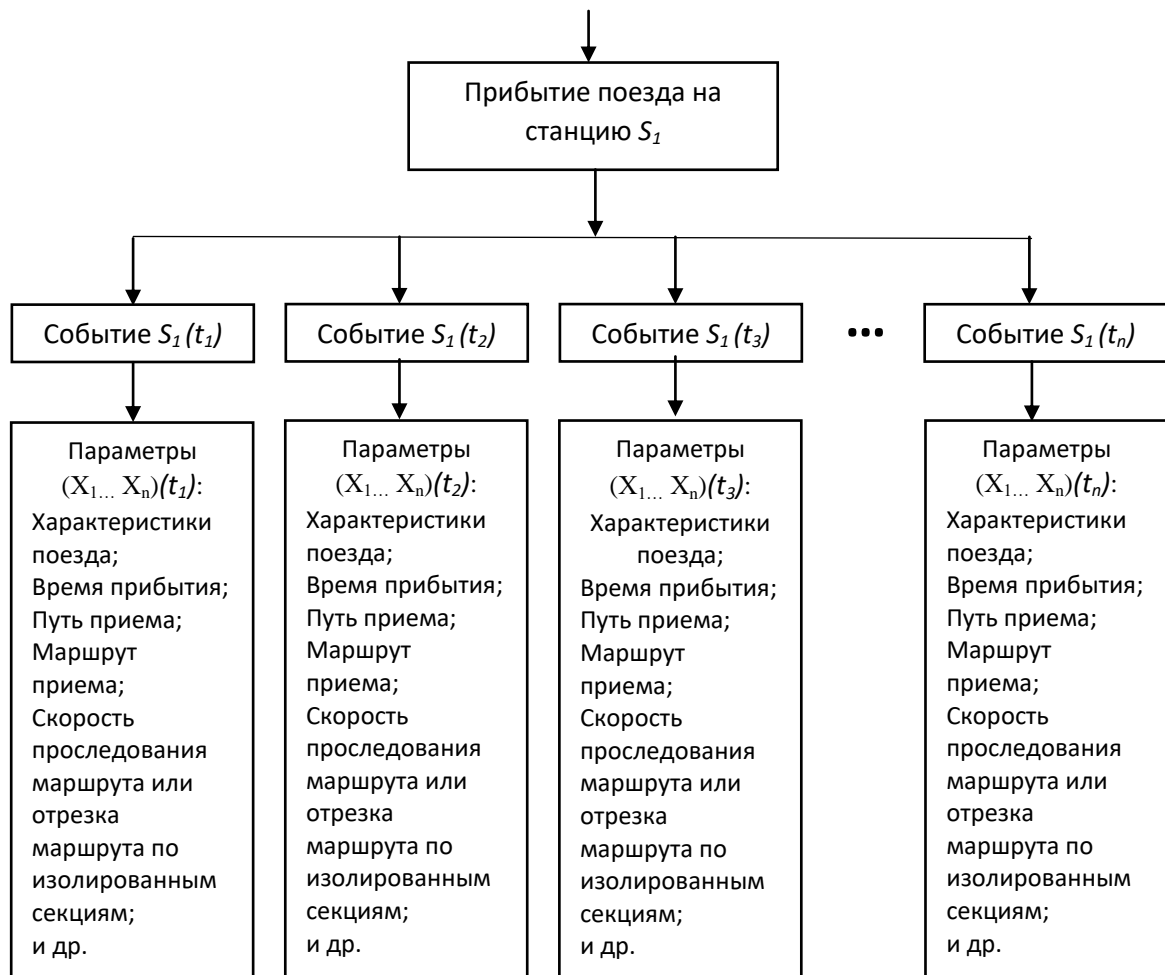 Прибытие поезда на
станцию S₁
Событие S₁(t₁)
Событие S₁(t₂)
Событие S₁(t₃)
...
Событие S₁(tₙ)
Параметры
(X₁... Xₙ)(t₁):
Характеристики
поезда;
Время прибытия;
Путь приема;
Маршрут
приема;
Скорость
проследования
маршрута или
отрезка
маршрута по
изолированным
секциям;
и др.
Параметры
(X₁... Xₙ)(t₂):
Характеристики
поезда;
Время прибытия;
Путь приема;
Маршрут
приема;
Скорость
проследования
маршрута или
отрезка
маршрута по
изолированным
секциям;
и др.
Параметры
(X₁... Xₙ)(t₃):
Характеристики
поезда;
Время прибытия;
Путь приема;
Маршрут
приема;
Скорость
проследования
маршрута или
отрезка
маршрута по
изолированным
секциям;
и др.
Параметры
(X₁... Xₙ)(tₙ):
Характеристики
поезда;
Время прибытия;
Путь приема;
Маршрут
приема;
Скорость
проследования
маршрута или
отрезка
маршрута по
изолированным
секциям;
и др.